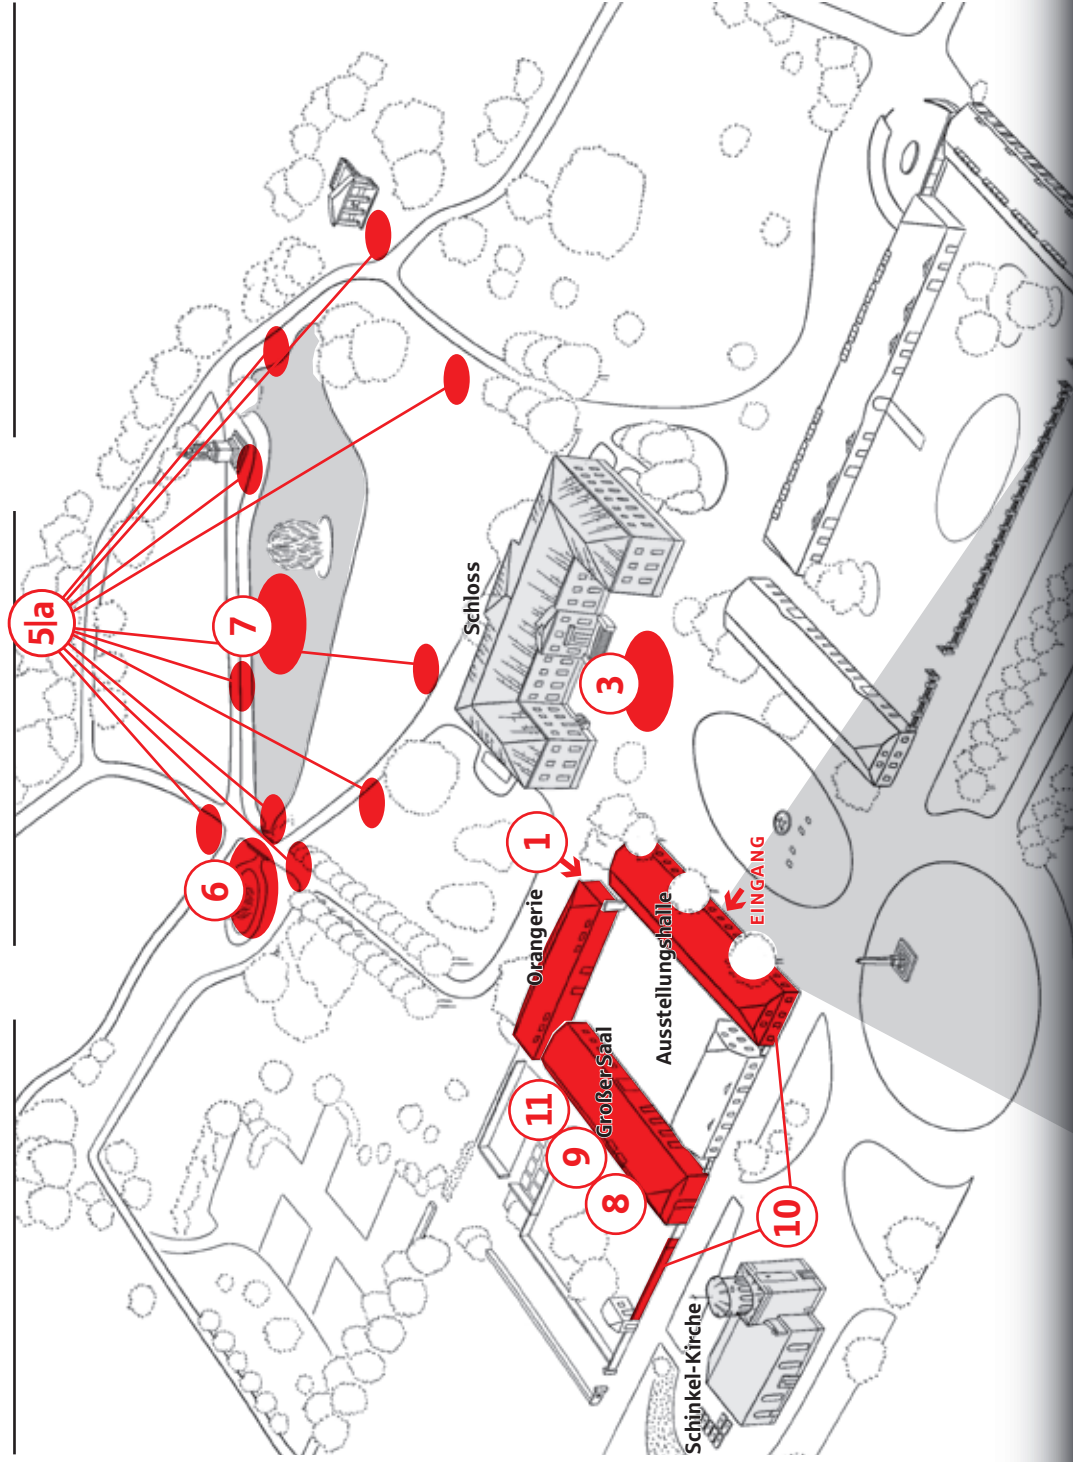 5|a
7
6
Schloss
3
1
Orangerie
EINGANG
Ausstellungshalle
Großer Saal
11
9
8
10
Schinkel-Kirche